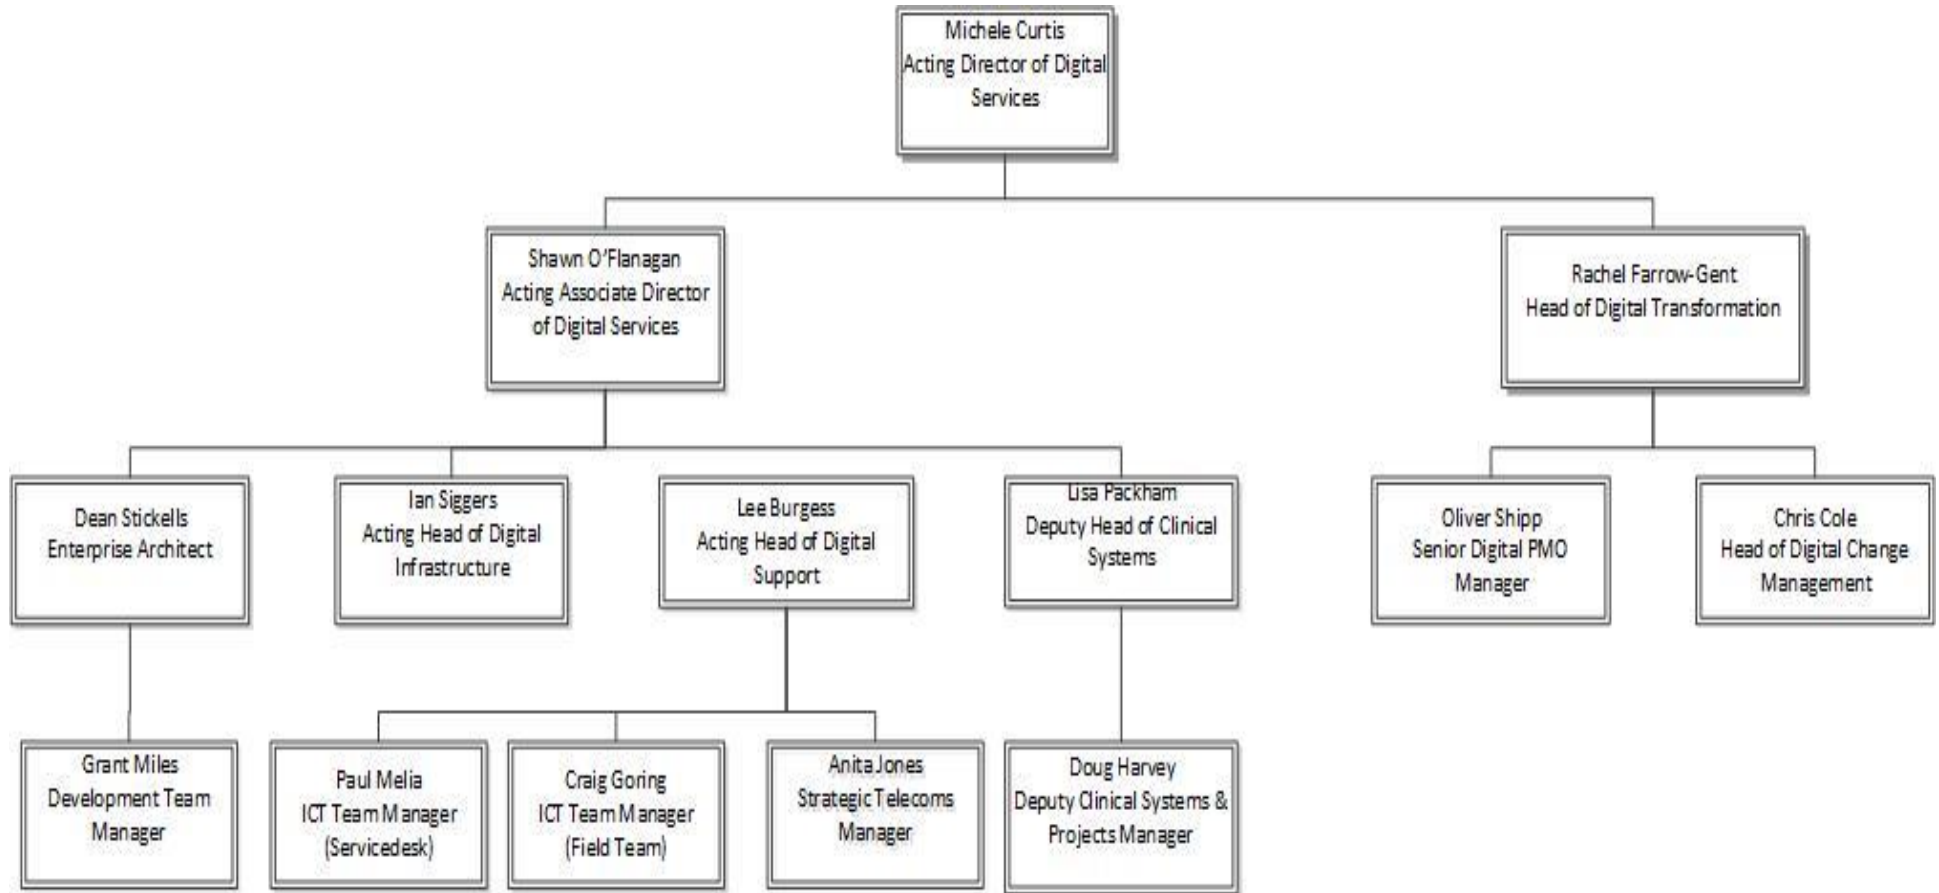 Michele Curtis
Acting Director of Digital
Services
Shawn O'Flanagan
Acting Associate Director
of Digital Services
Rachel Farrow-Gent
Head of Digital Transformation
Dean Stickells
Enterprise Architect
Ian Siggers
Acting Head of Digital
Infrastructure
Lee Burgess
Acting Head of Digital
Support
Lisa Packham
Deputy Head of Clinical
Systems
Oliver Shipp
Senior Digital PMO
Manager
Chris Cole
Head of Digital Change
Management
Grant Miles
Development Team
Manager
Paul Melia
ICT Team Manager
(Servicedesk)
Craig Goring
ICT Team Manager
(Field Team)
Anita Jones
Strategic Telecoms
Manager
Doug Harvey
Deputy Clinical Systems &
Projects Manager